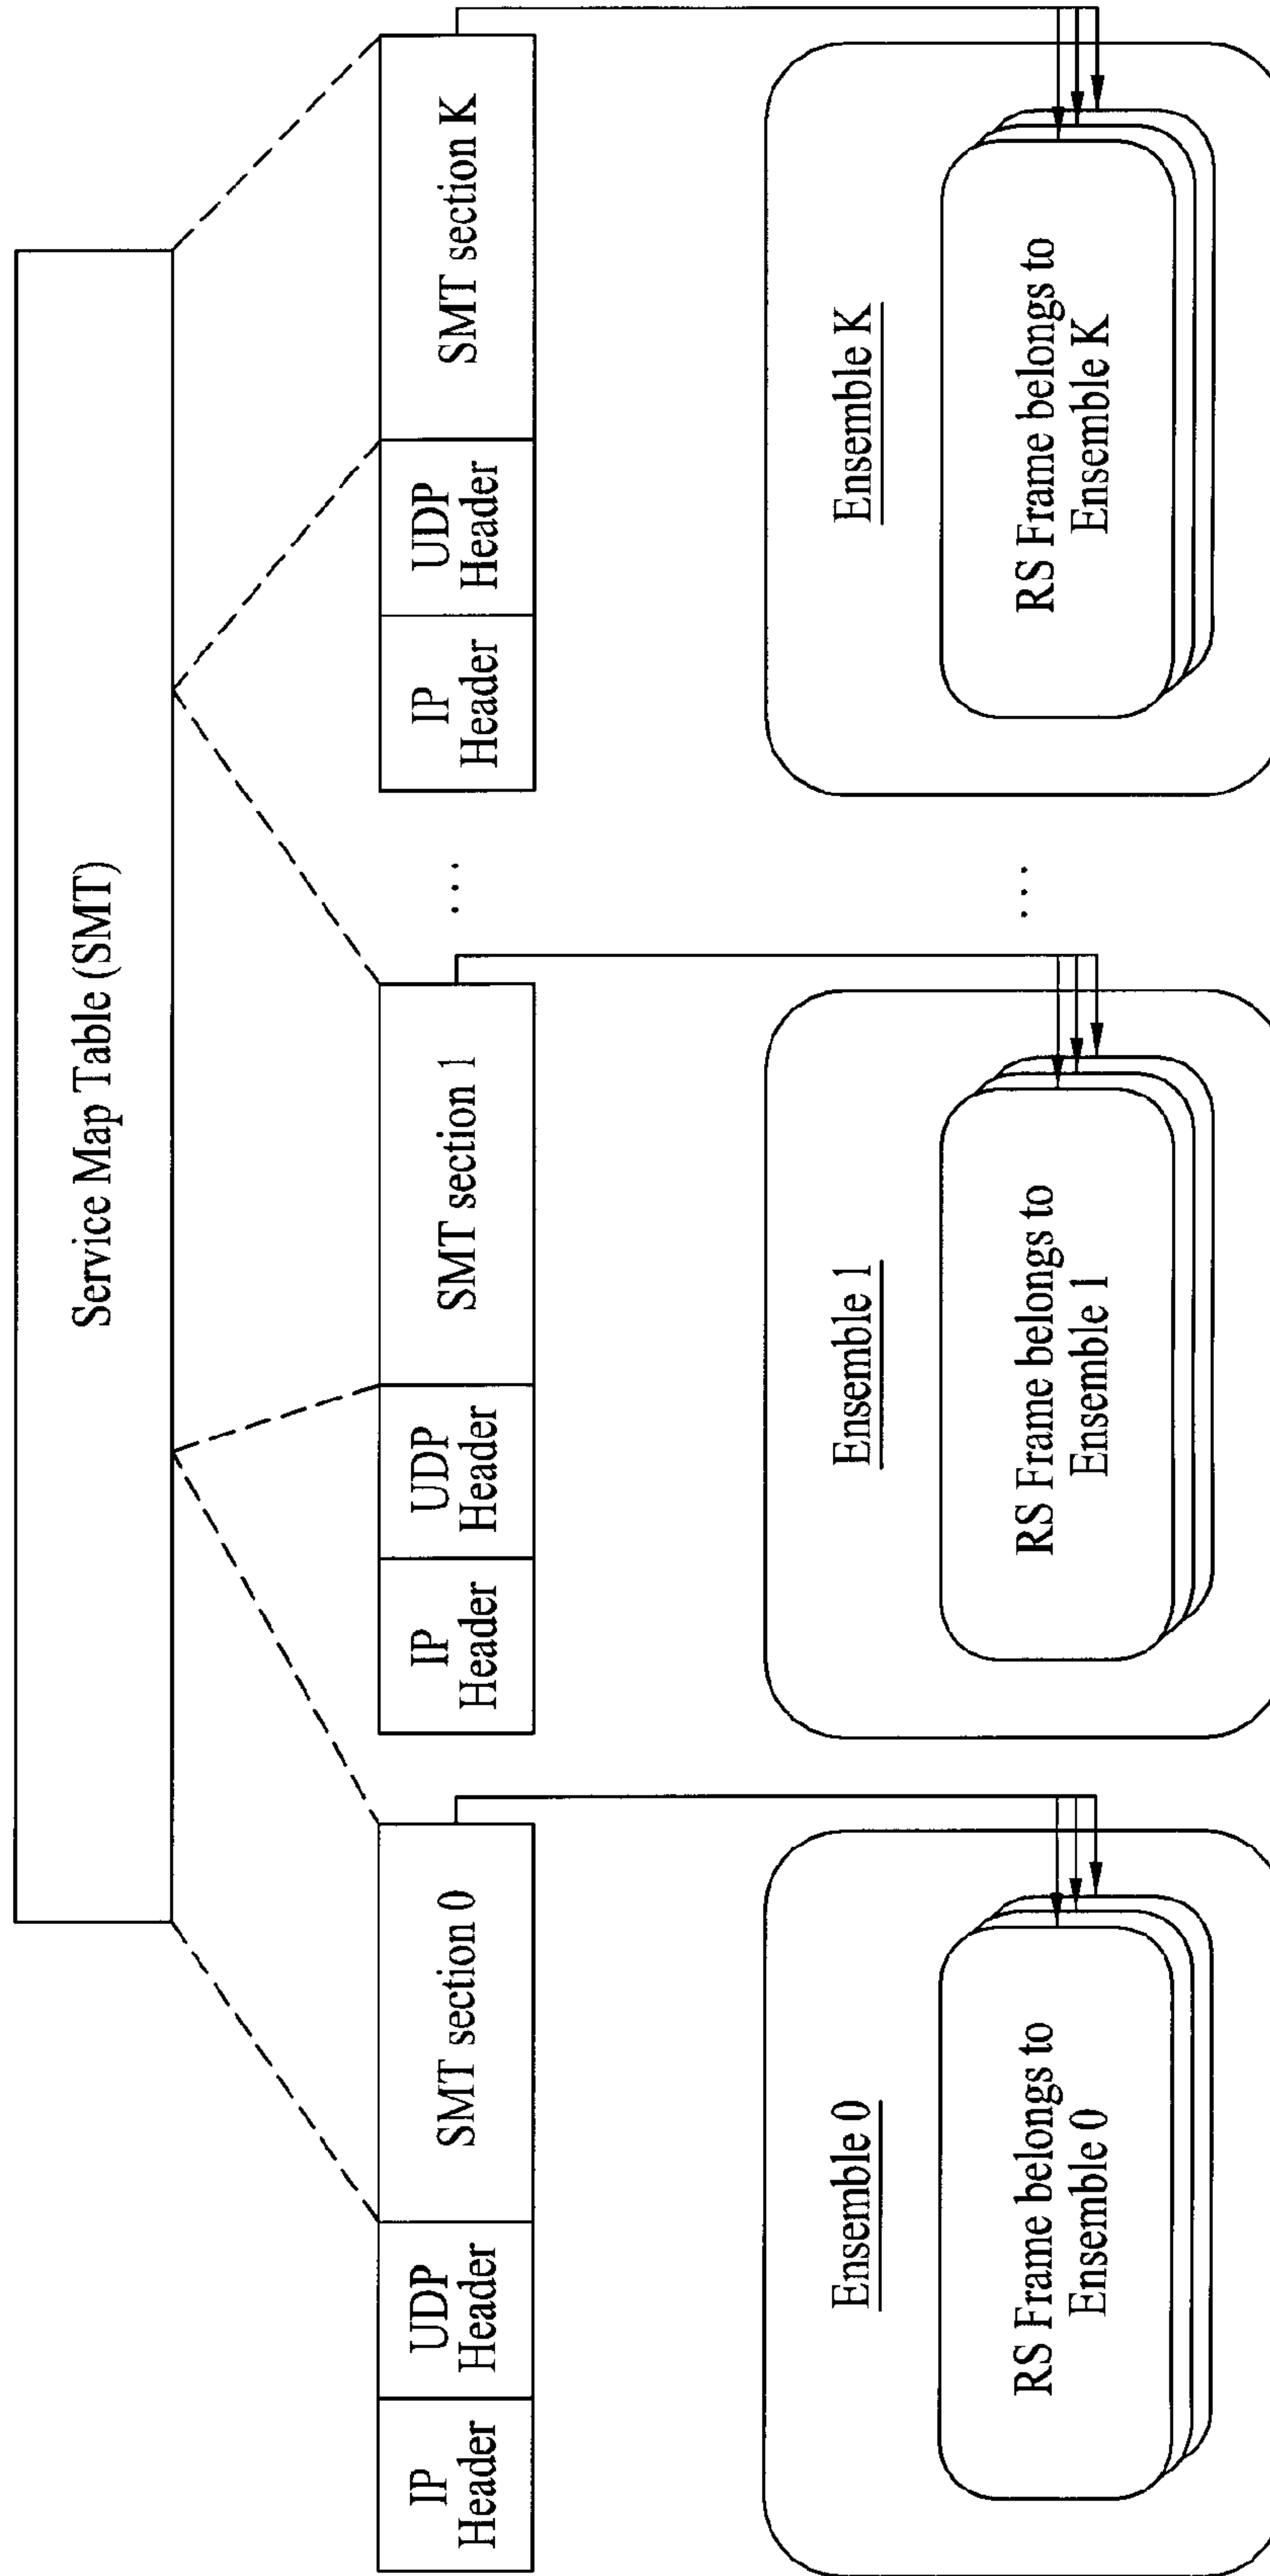 Service Map Table (SMT)
IP
Header
UDP
Header
SMT section 0
IP
Header
UDP
Header
SMT section 1
...
IP
Header
UDP
Header
SMT section K
Ensemble 0
RS Frame belongs to
Ensemble 0
Ensemble 1
RS Frame belongs to
Ensemble 1
...
Ensemble K
RS Frame belongs to
Ensemble K